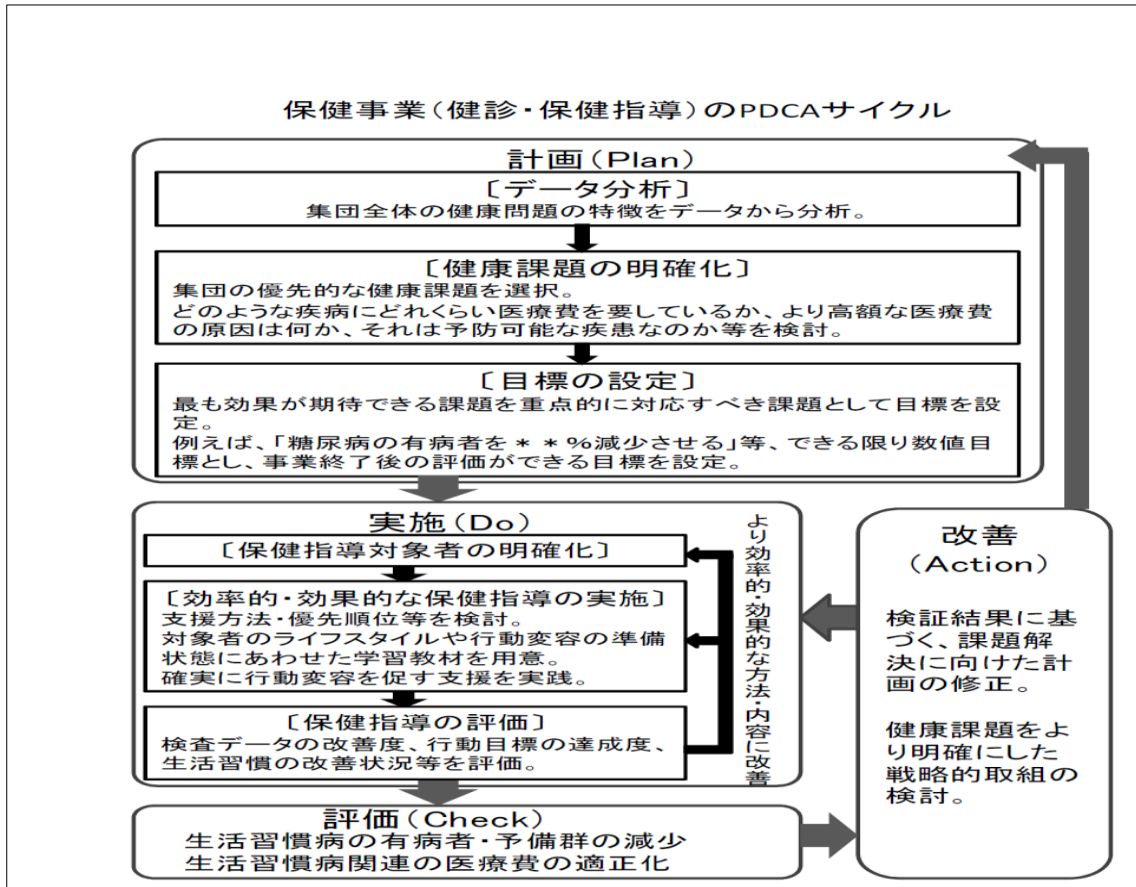 保健事業(健診・保健指導)のPDCAサイクル
計画(Plan)
〔データ分析〕
集団全体の健康問題の特徴をデータから分析。
〔健康課題の明確化〕
集団の優先的な健康課題を選択。
どのような疾病にどれくらい医療費を要しているか、より高額な医療費
の原因は何か、それは予防可能な疾患なのか等を検討。
〔目標の設定〕
最も効果が期待できる課題を重点的に対応すべき課題として目標を設
定。
例えば、「糖尿病の有病者を**%減少させる」等、できる限り数値目
標とし、事業終了後の評価ができる目標を設定。
実施(Do)
〔保健指導対象者の明確化〕
〔効率的・効果的な保健指導の実施〕
支援方法・優先順位等を検討。
対象者のライフスタイルや行動変容の準備
状態にあわせた学習教材を用意。
確実に行動変容を促す支援を実践。
〔保健指導の評価〕
検査データの改善度、行動目標の達成度、
生活習慣の改善状況等を評価。
より効率的・効果的な方法・内容に改善
評価(Check)
生活習慣病の有病者・予備群の減少
生活習慣病関連の医療費の適正化
改善
(Action)
検証結果に基
づく、課題解
決に向けた計
画の修正。
健康課題をよ
り明確にした
戦略的取組の
検討。